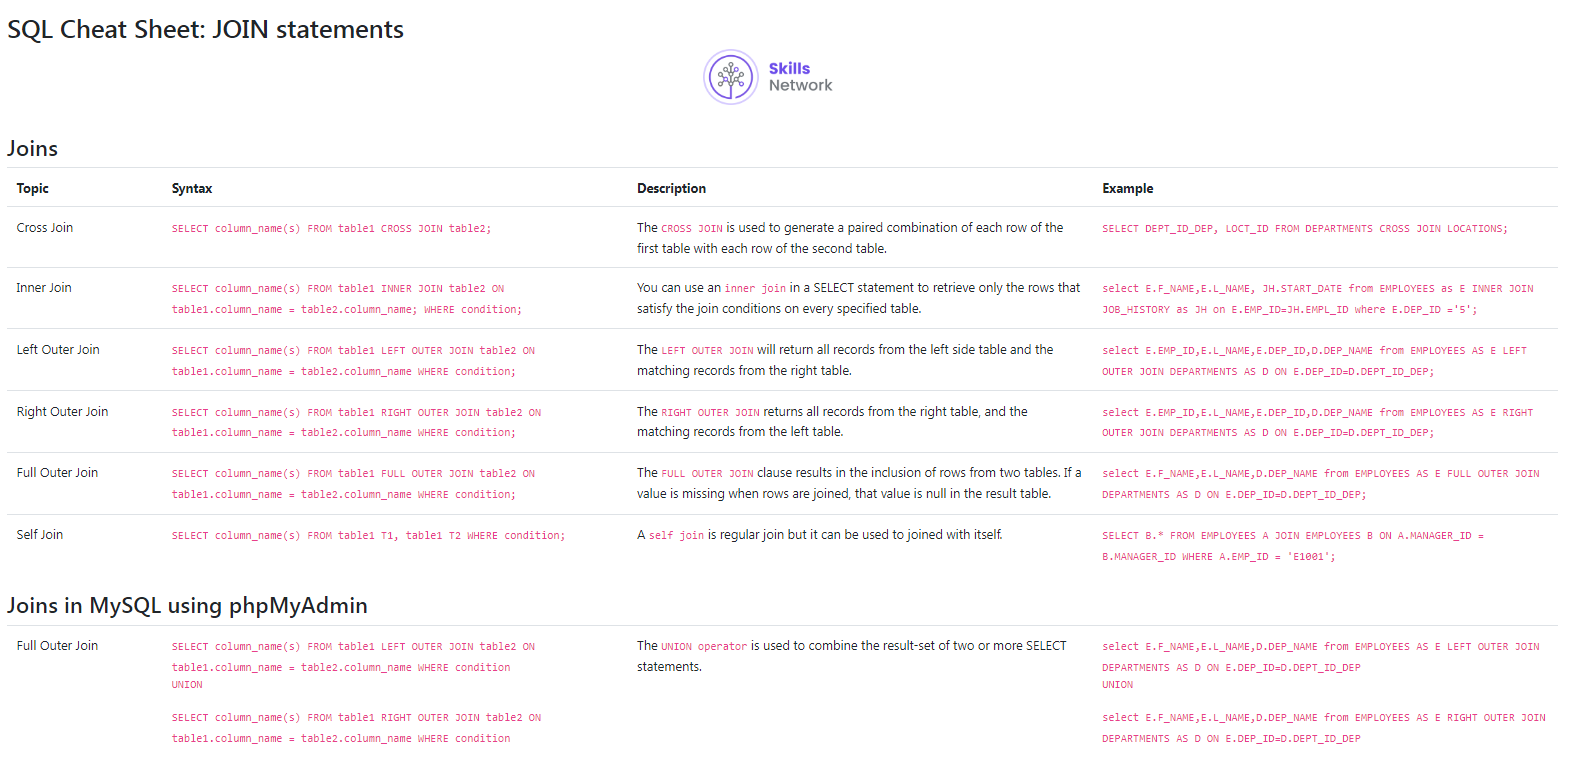 SQL Cheat Sheet: JOIN statements
Skills
Network
Joins
Topic Syntax Description Example
Cross Join SELECT column_name(s) FROM table1 CROSS JOIN table2; The CROSS JOIN is used to generate a paired combination of each row of the SELECT DEPT_ID_DEP, LOCT_ID FROM DEPARTMENTS CROSS JOIN LOCATIONS;
first table with each row of the second table.
Inner Join SELECT column_name(s) FROM table1 INNER JOIN table2 ON You can use an inner join in a SELECT statement to retrieve only the rows that select E.F_NAME,E.L_NAME, JH.START_DATE from EMPLOYEES as E INNER JOIN
table1.column_name = table2.column_name; WHERE condition; satisfy the join conditions on every specified table. JOB_HISTORY as JH on E.EMP_ID=JH.EMPL_ID where E.DEP_ID ='5';
Left Outer Join SELECT column_name(s) FROM table1 LEFT OUTER JOIN table2 ON The LEFT OUTER JOIN will return all records from the left side table and the select E.EMP_ID,E.L_NAME,E.DEP_ID,D.DEP_NAME from EMPLOYEES AS E LEFT
table1.column_name = table2.column_name WHERE condition; matching records from the right table. OUTER JOIN DEPARTMENTS AS D ON E.DEP_ID=D.DEPT_ID_DEP;
Right Outer Join SELECT column_name(s) FROM table1 RIGHT OUTER JOIN table2 ON The RIGHT OUTER JOIN returns all records from the right table, and the select E.EMP_ID,E.L_NAME,E.DEP_ID,D.DEP_NAME from EMPLOYEES AS E RIGHT
table1.column_name = table2.column_name WHERE condition; matching records from the left table. OUTER JOIN DEPARTMENTS AS D ON E.DEP_ID=D.DEPT_ID_DEP;
Full Outer Join SELECT column_name(s) FROM table1 FULL OUTER JOIN table2 ON The FULL OUTER JOIN clause results in the inclusion of rows from two tables. If a select E.F_NAME,E.L_NAME,D.DEP_NAME from EMPLOYEES AS E FULL OUTER JOIN
table1.column_name = table2.column_name WHERE condition; value is missing when rows are joined, that value is null in the result table. DEPARTMENTS AS D ON E.DEP_ID=D.DEPT_ID_DEP;
Self Join SELECT column_name(s) FROM table1 T1, table1 T2 WHERE condition; A self join is regular join but it can be used to joined with itself. SELECT B.* FROM EMPLOYEES A JOIN EMPLOYEES B ON A.MANAGER_ID =
B.MANAGER_ID WHERE A.EMP_ID = 'E1001';
Joins in MySQL using phpMyAdmin
Full Outer Join SELECT column_name(s) FROM table1 LEFT OUTER JOIN table2 ON The UNION operator is used to combine the result-set of two or more SELECT select E.F_NAME,E.L_NAME,D.DEP_NAME from EMPLOYEES AS E LEFT OUTER JOIN
table1.column_name = table2.column_name WHERE condition statements. DEPARTMENTS AS D ON E.DEP_ID=D.DEPT_ID_DEP
UNION UNION
SELECT column_name(s) FROM table1 RIGHT OUTER JOIN table2 ON select E.F_NAME,E.L_NAME,D.DEP_NAME from EMPLOYEES AS E RIGHT OUTER JOIN
table1.column_name = table2.column_name WHERE condition DEPARTMENTS AS D ON E.DEP_ID=D.DEPT_ID_DEP